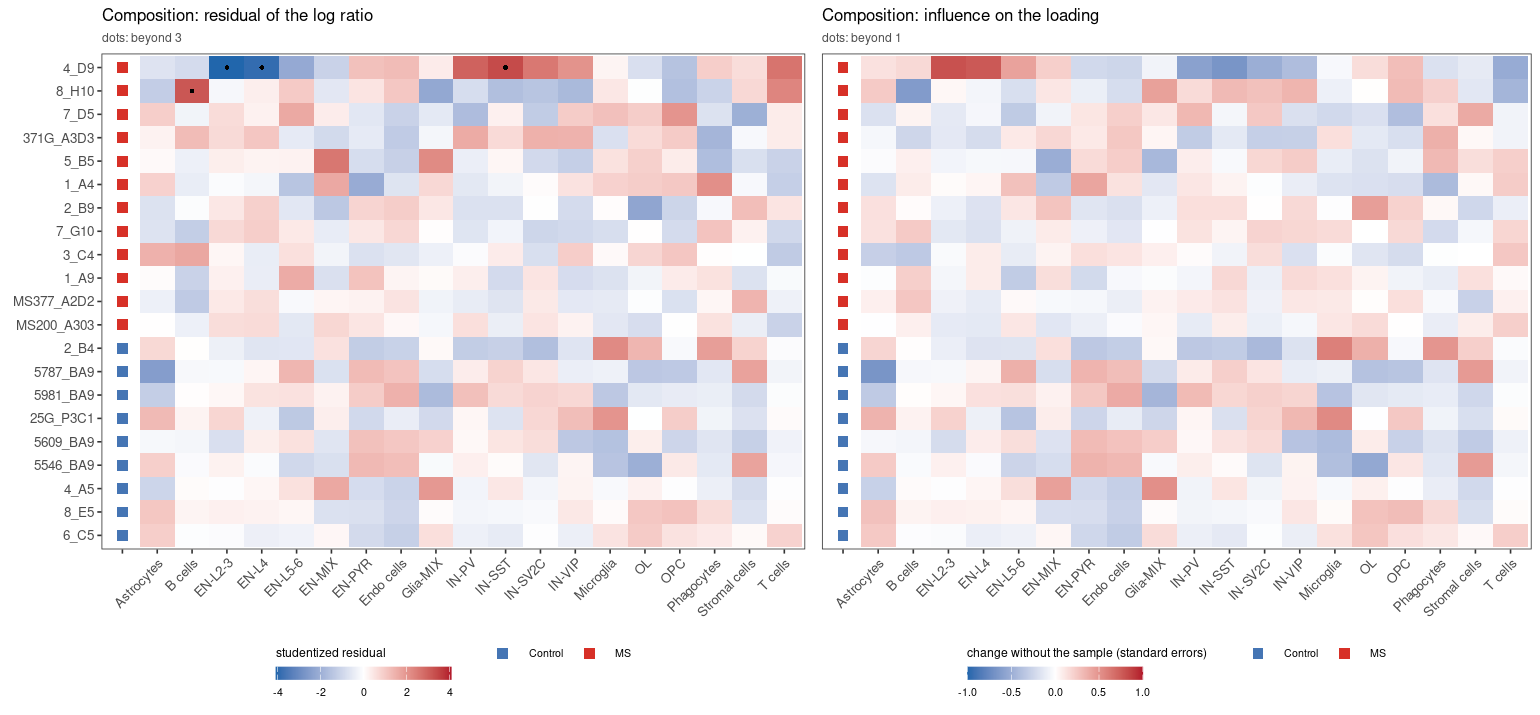 Composition: residual of the log ratio
dots: beyond 3
4_D9
8_H10
7_D5
371G_A3D3
5_B5
1_A4
2_B9
7_G10
3_C4
1_A9
MS377_A2D2
MS200_A303
2_B4
5787_BA9
5981_BA9
25G_P3C1
5609_BA9
5546_BA9
4_A5
8_E5
6_C5
Astrocytes
B cells
EN-L2-3
EN-L4
EN-L5-6
EN-MIX
EN-PYR
Endo cells
Glia-MIX
IN-PV
IN-SST
IN-SV2C
IN-VIP
Microglia
OL
OPC
Phagocytes
Stromal cells
T cells
studentized residual
-4 -2 0 2 4
Control MS
Composition: influence on the loading
dots: beyond 1
Astrocytes
B cells
EN-L2-3
EN-L4
EN-L5-6
EN-MIX
EN-PYR
Endo cells
Glia-MIX
IN-PV
IN-SST
IN-SV2C
IN-VIP
Microglia
OL
OPC
Phagocytes
Stromal cells
T cells
change without the sample (standard errors)
-1.0 -0.5 0.0 0.5 1.0
Control MS